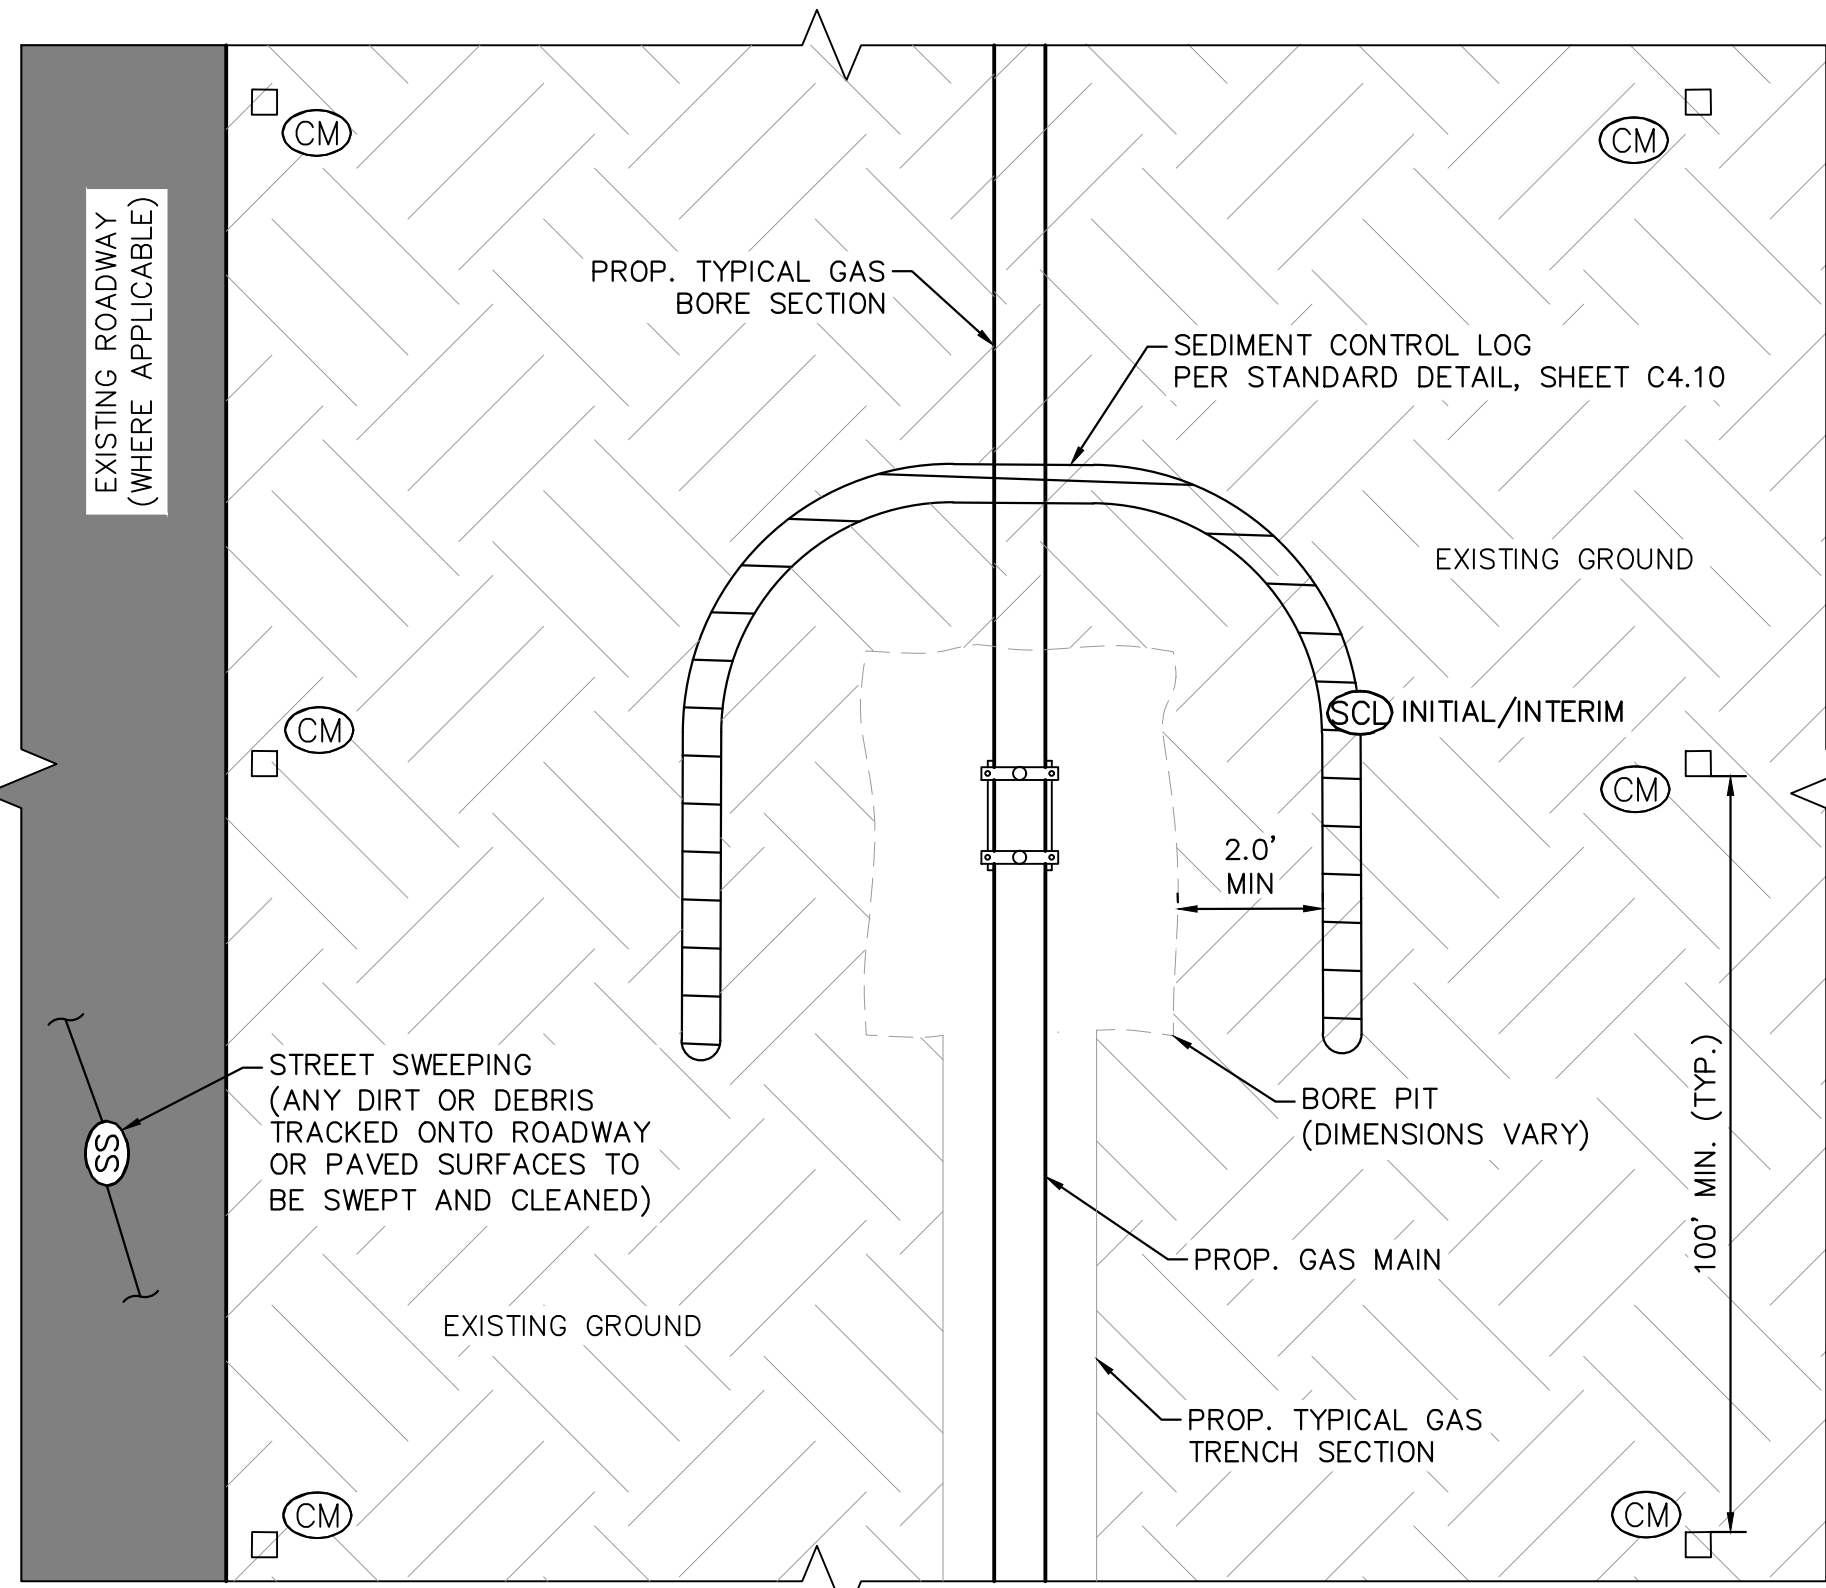 CM
CM
EXISTING ROADWAY
(WHERE APPLICABLE)
PROP. TYPICAL GAS
BORE SECTION
SEDIMENT CONTROL LOG
PER STANDARD DETAIL, SHEET C4.10
EXISTING GROUND
CM
SCL INITIAL/INTERIM
CM
2.0'
MIN
STREET SWEEPING
(ANY DIRT OR DEBRIS
TRACKED ONTO ROADWAY
OR PAVED SURFACES TO
BE SWEPT AND CLEANED)
SS
BORE PIT
(DIMENSIONS VARY)
100' MIN. (TYP.)
PROP. GAS MAIN
EXISTING GROUND
PROP. TYPICAL GAS
TRENCH SECTION
CM
CM